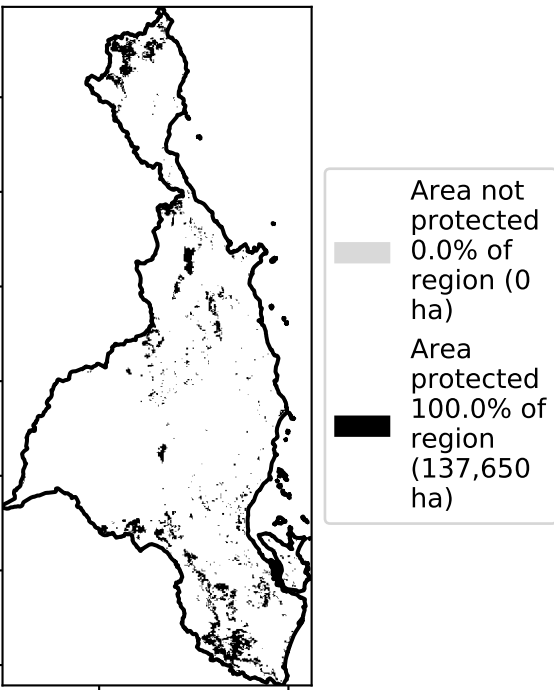 Area not
protected
0.0% of
region (0
ha)
Area
protected
100.0% of
region
(137,650
ha)